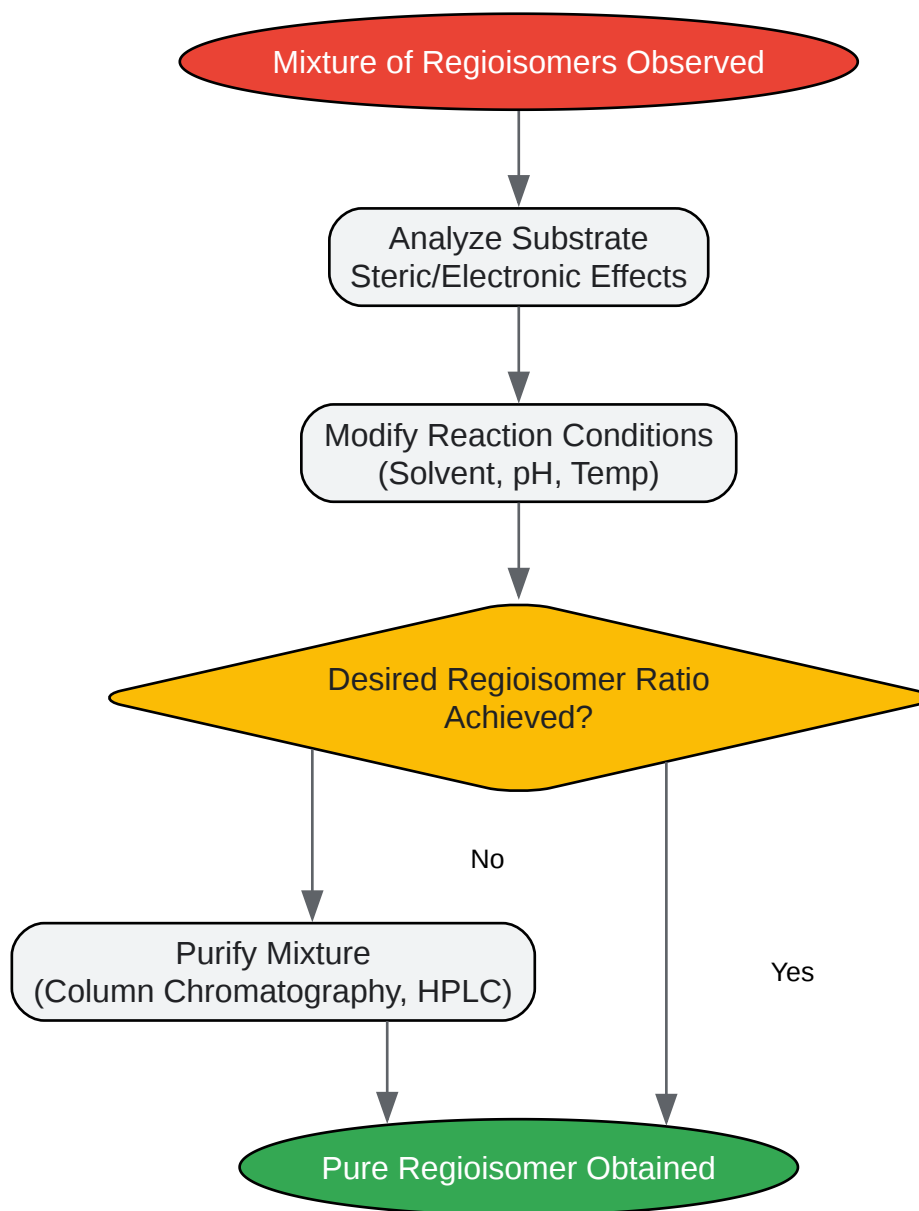 Mixture of Regioisomers Observed
Analyze Substrate
Steric/Electronic Effects
Modify Reaction Conditions
(Solvent, pH, Temp)
Desired Regioisomer Ratio
Achieved?
No
Purify Mixture
(Column Chromatography, HPLC)
Yes
Pure Regioisomer Obtained